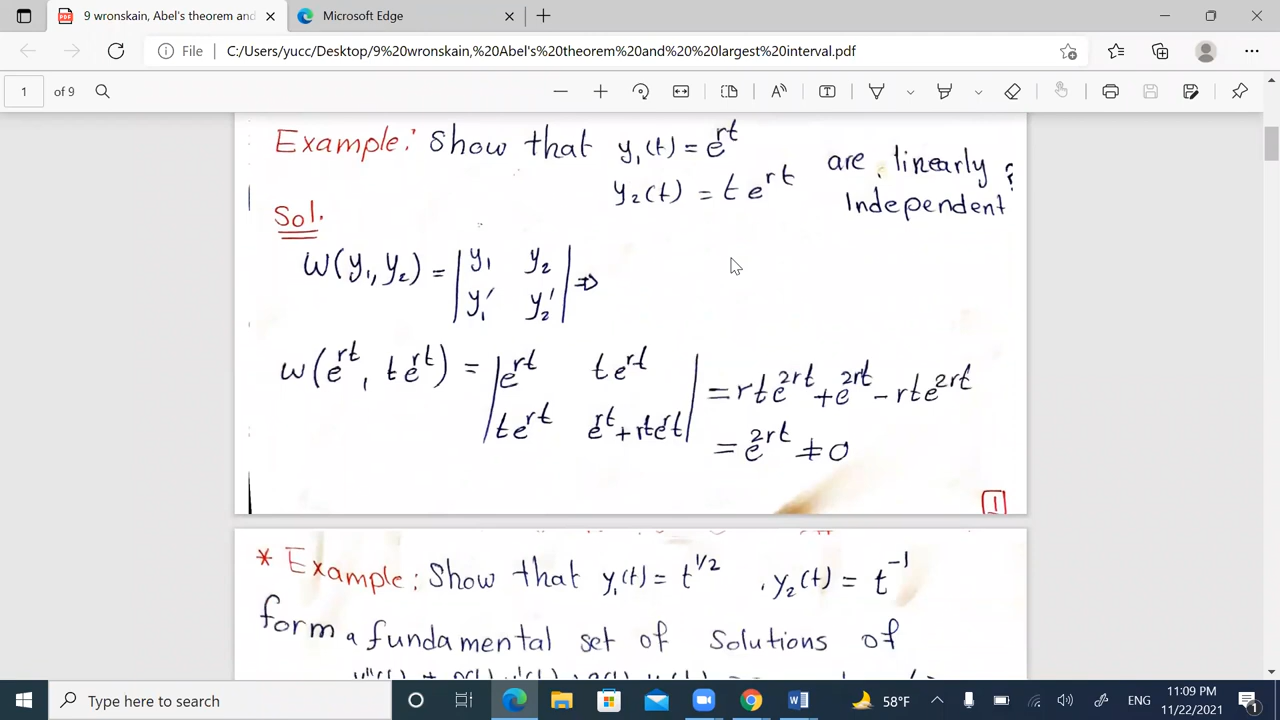 9 wronskain, Abel's theorem and
Microsoft Edge
File
C:/Users/yucc/Desktop/9%20wronskain,%20Abel's%20theorem%20and%20%20largest%20interval.pdf
1 of 9
Example: Show that y₁(t) = e^rt
y₂(t) = t e^rt
are linearly
Independent ?
Sol.
W(y₁, y₂) = | y₁ y₂ | ⇒
| y₁′ y₂′ |
w(e^rt, te^rt) = | e^rt te^rt |
| te^rt e^rt + rte^rt |
= rte^2rt + e^2rt − rte^2rt
= e^2rt ≠ 0
1
* Example: Show that y₁(t) = t^1/2 , y₂(t) = t^−1
form a fundamental set of Solutions of
Type here to search
58°F
ENG
11:09 PM
11/22/2021
1